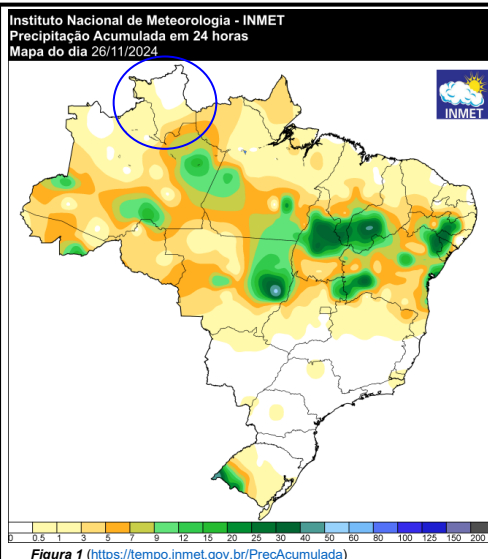 Instituto Nacional de Meteorologia - INMET
Precipitação Acumulada em 24 horas
Mapa do dia 26/11/2024
INMET
0 0.5 1 3 5 7 9 12 15 20 25 30 40 50 60 80 100 125 150 200
Figura 1 (https://tempo.inmet.gov.br/PrecAcumulada)